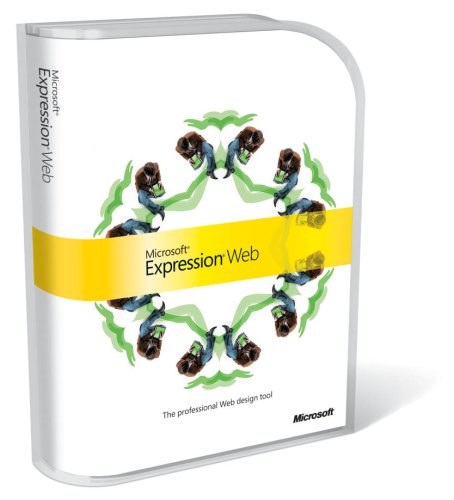 Microsoft®
Expression® Web
Microsoft®
Expression® Web
The professional Web design tool
Microsoft